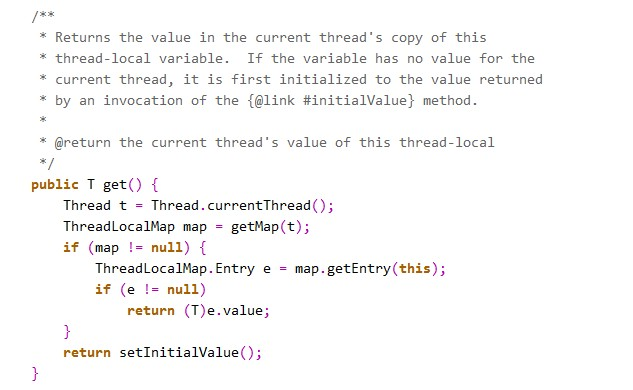 /**
 * Returns the value in the current thread's copy of this
 * thread-local variable.  If the variable has no value for the
 * current thread, it is first initialized to the value returned
 * by an invocation of the {@link #initialValue} method.
 *
 * @return the current thread's value of this thread-local
 */
public T get() {
    Thread t = Thread.currentThread();
    ThreadLocalMap map = getMap(t);
    if (map != null) {
        ThreadLocalMap.Entry e = map.getEntry(this);
        if (e != null)
            return (T)e.value;
    }
    return setInitialValue();
}